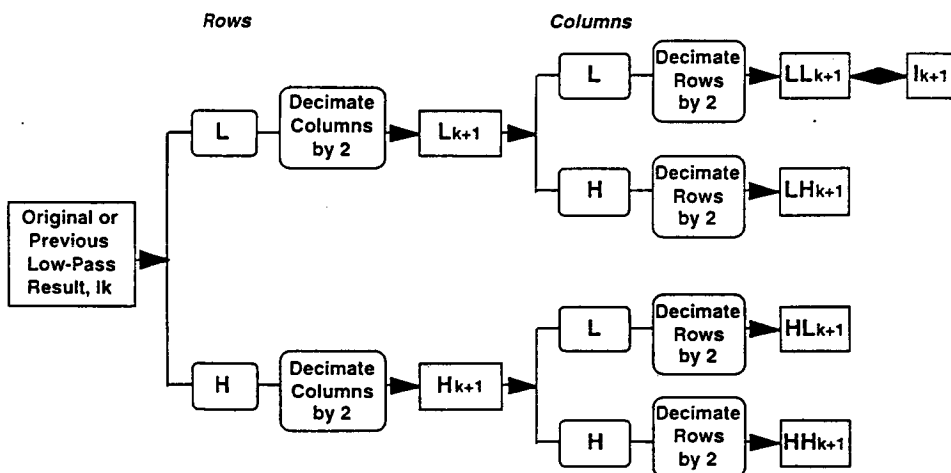 Rows
Columns
L
Decimate
Columns
by 2
Lk+1
L
Decimate
Rows
by 2
LLk+1
Ik+1
H
Decimate
Rows
by 2
LHk+1
Original or
Previous
Low-Pass
Result, Ik
H
Decimate
Columns
by 2
Hk+1
L
Decimate
Rows
by 2
HLk+1
H
Decimate
Rows
by 2
HHk+1